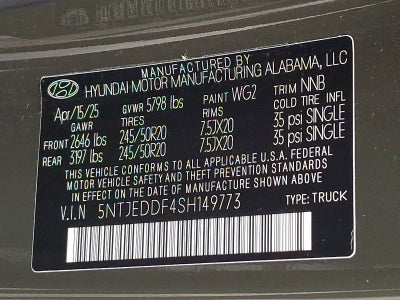 MANUFACTURED BY
HYUNDAI MOTOR MANUFACTURING ALABAMA, LLC
Apr/15/25 GVWR 5798 lbs PAINT WG2 TRIM NNB
GAWR TIRES RIMS COLD TIRE INFL
FRONT 2646 lbs 245/50R20 7.5JX20 35 psi SINGLE
REAR 3197 lbs 245/50R20 7.5JX20 35 psi SINGLE
THIS VEHICLE CONFORMS TO ALL APPLICABLE U.S.A. FEDERAL
MOTOR VEHICLE SAFETY AND THEFT PREVENTION STANDARDS
IN EFFECT ON THE DATE OF MANUFACTURE SHOWN ABOVE
V.I.N 5NTJEDDF4SH149773 TYPE: TRUCK